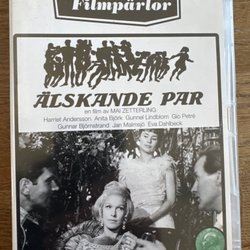 Filmpärlor
ÄLSKANDE PAR
en film av MAI ZETTERLING
Harriet Andersson Anita Björk Gunnel Lindblom Gio Petré
Gunnar Björnstrand Jan Malmsjö Eva Dahlbeck